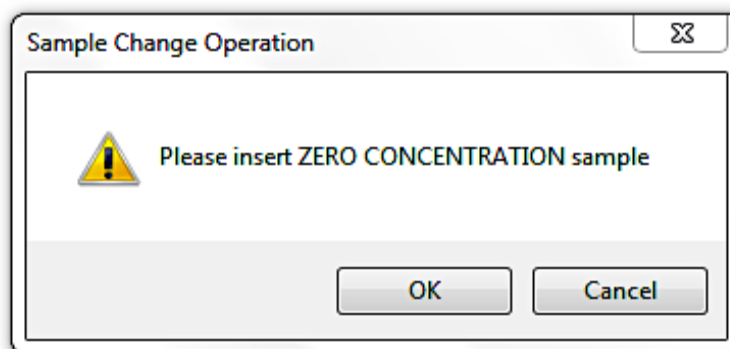 Sample Change Operation
Please insert ZERO CONCENTRATION sample
OK
Cancel